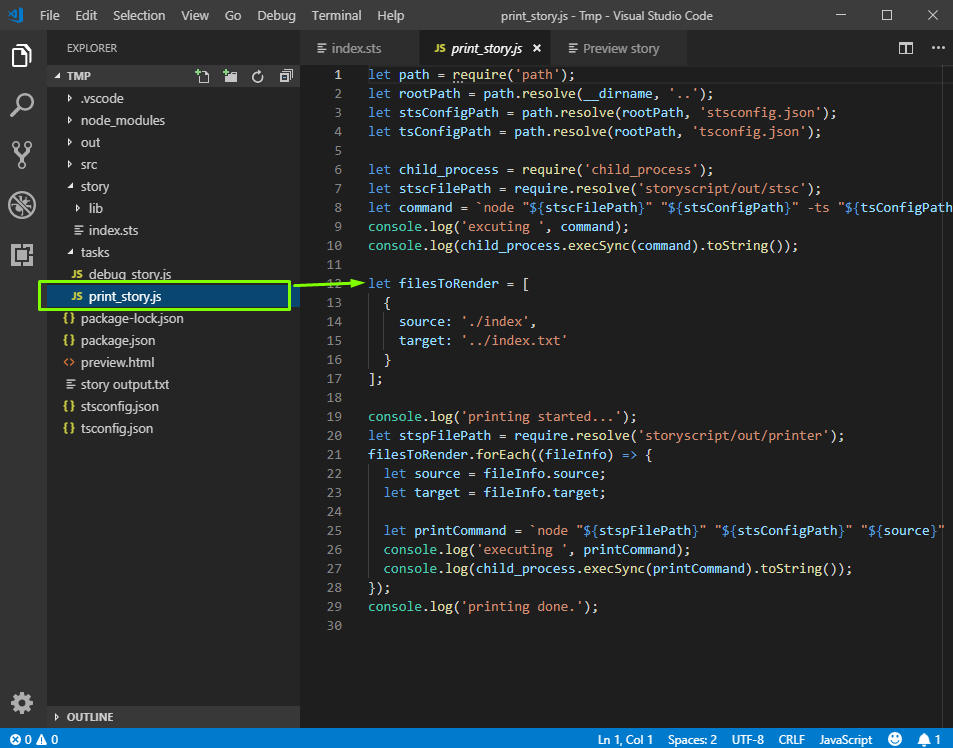 File Edit Selection View Go Debug Terminal Help print_story.js - Tmp - Visual Studio Code
EXPLORER
TMP
.vscode
node_modules
out
src
story
lib
index.sts
tasks
JS debug_story.js
JS print_story.js
{} package-lock.json
{} package.json
<> preview.html
story output.txt
{} stsconfig.json
{} tsconfig.json
OUTLINE
index.sts JS print_story.js Preview story
1 let path = require('path');
2 let rootPath = path.resolve(__dirname, '..');
3 let stsConfigPath = path.resolve(rootPath, 'stsconfig.json');
4 let tsConfigPath = path.resolve(rootPath, 'tsconfig.json');
5
6 let child_process = require('child_process');
7 let stscFilePath = require.resolve('storyscript/out/stsc');
8 let command = `node "${stscFilePath}" "${stsConfigPath}" -ts "${tsConfigPath
9 console.log('excuting ', command);
10 console.log(child_process.execSync(command).toString());
11
12 let filesToRender = [
13 {
14 source: './index',
15 target: '../index.txt'
16 }
17 ];
18
19 console.log('printing started...');
20 let stspFilePath = require.resolve('storyscript/out/printer');
21 filesToRender.forEach((fileInfo) => {
22 let source = fileInfo.source;
23 let target = fileInfo.target;
24
25 let printCommand = `node "${stspFilePath}" "${stsConfigPath}" "${source}"
26 console.log('executing ', printCommand);
27 console.log(child_process.execSync(printCommand).toString());
28 });
29 console.log('printing done.');
30
0 0 Ln 1, Col 1 Spaces: 2 UTF-8 CRLF JavaScript 1